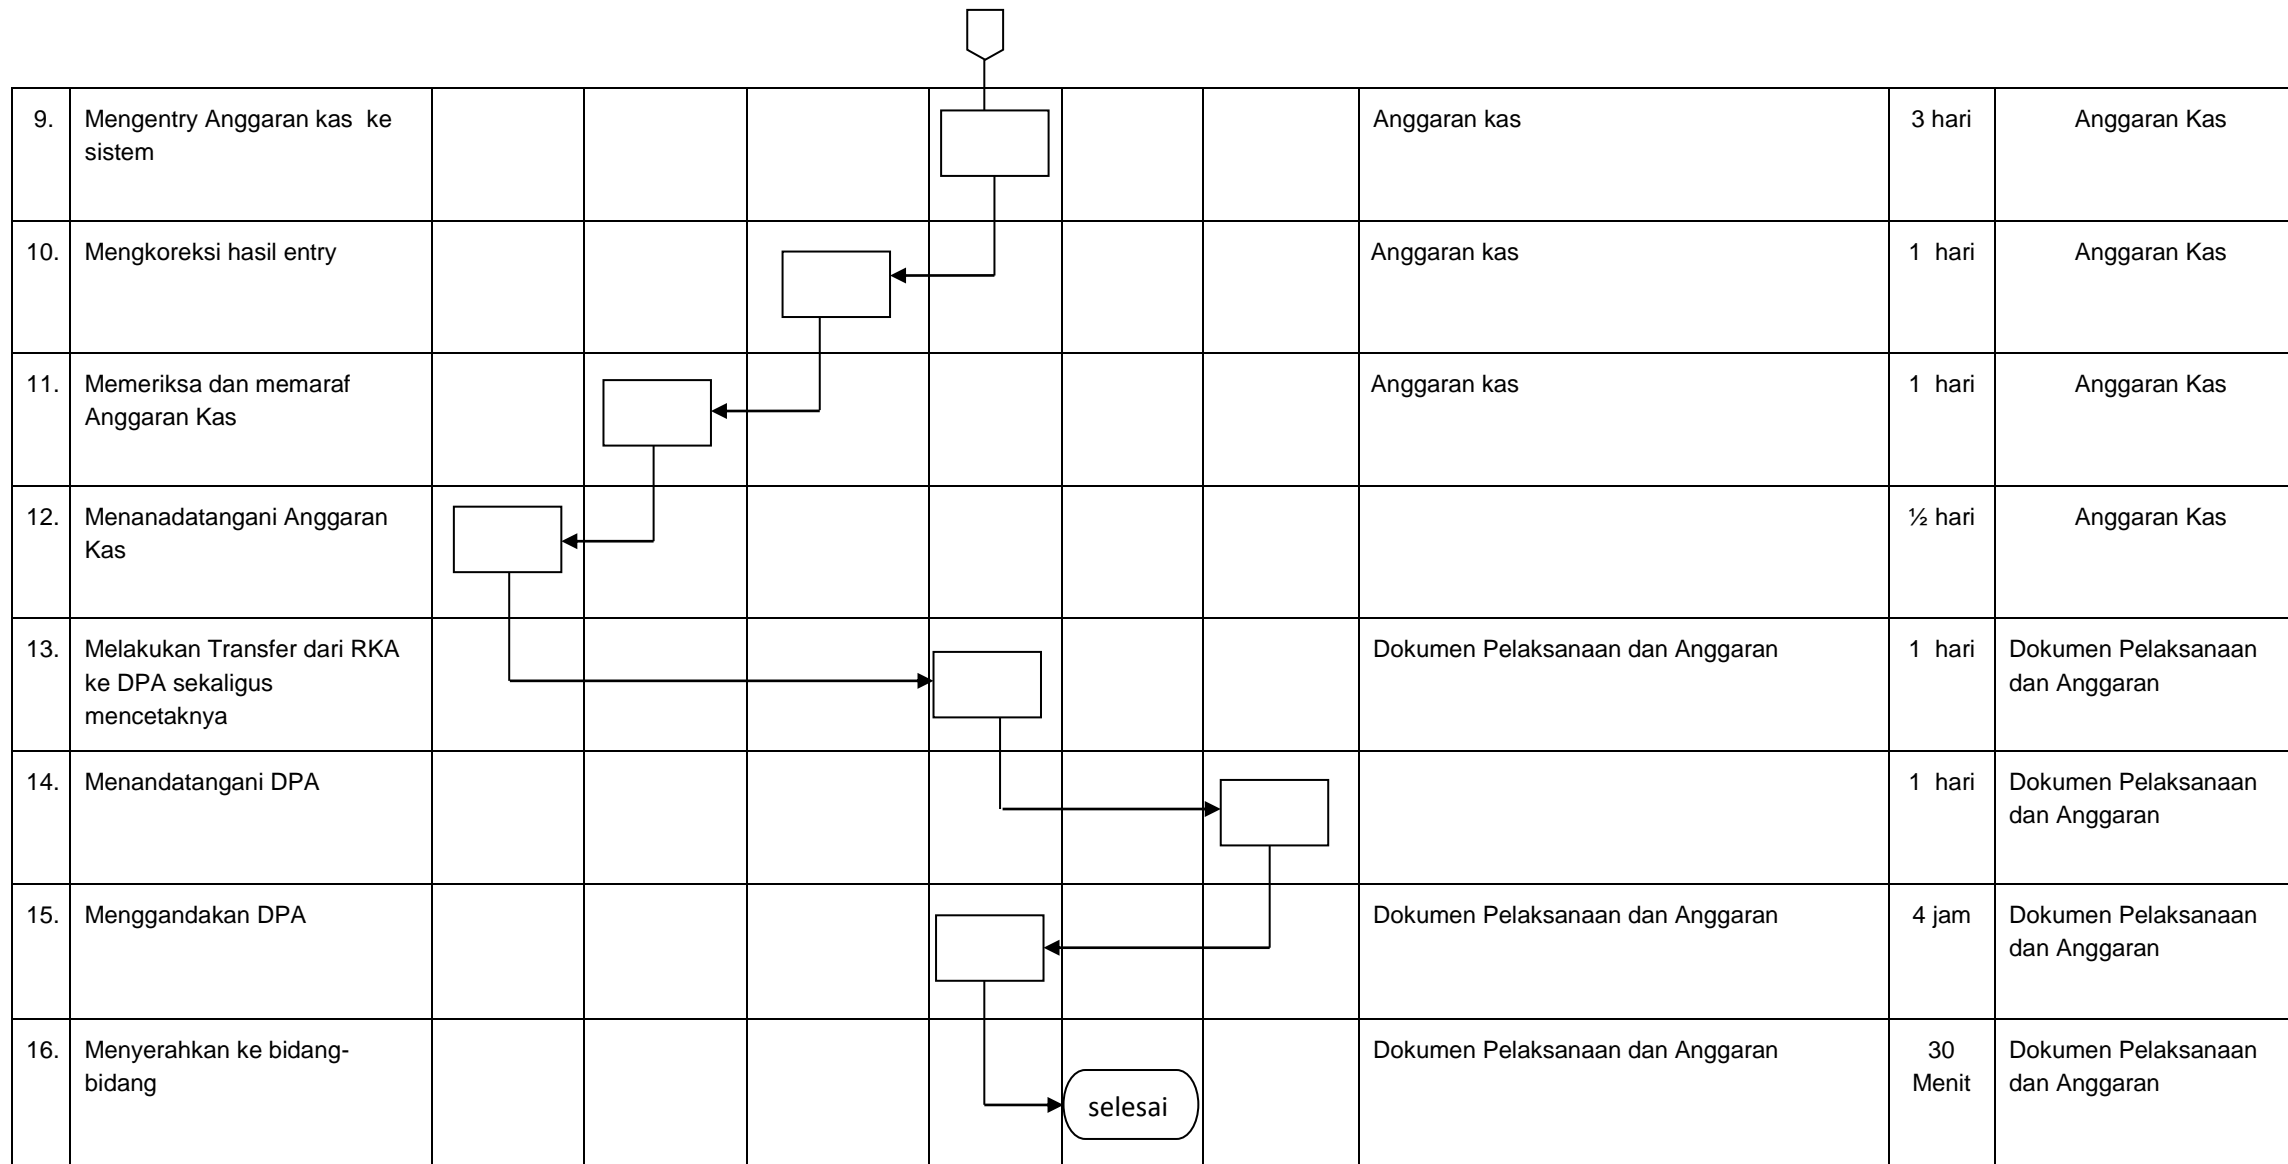 9.
Mengentry Anggaran kas  ke
sistem
Anggaran kas
3 hari
Anggaran Kas
10.
Mengkoreksi hasil entry
Anggaran kas
1  hari
Anggaran Kas
11.
Memeriksa dan memaraf
Anggaran Kas
Anggaran kas
1  hari
Anggaran Kas
12.
Menanadatangani Anggaran
Kas
½ hari
Anggaran Kas
13.
Melakukan Transfer dari RKA
ke DPA sekaligus
mencetaknya
Dokumen Pelaksanaan dan Anggaran
1  hari
Dokumen Pelaksanaan
dan Anggaran
14.
Menandatangani DPA
1  hari
Dokumen Pelaksanaan
dan Anggaran
15.
Menggandakan DPA
Dokumen Pelaksanaan dan Anggaran
4 jam
Dokumen Pelaksanaan
dan Anggaran
16.
Menyerahkan ke bidang-
bidang
selesai
Dokumen Pelaksanaan dan Anggaran
30
Menit
Dokumen Pelaksanaan
dan Anggaran